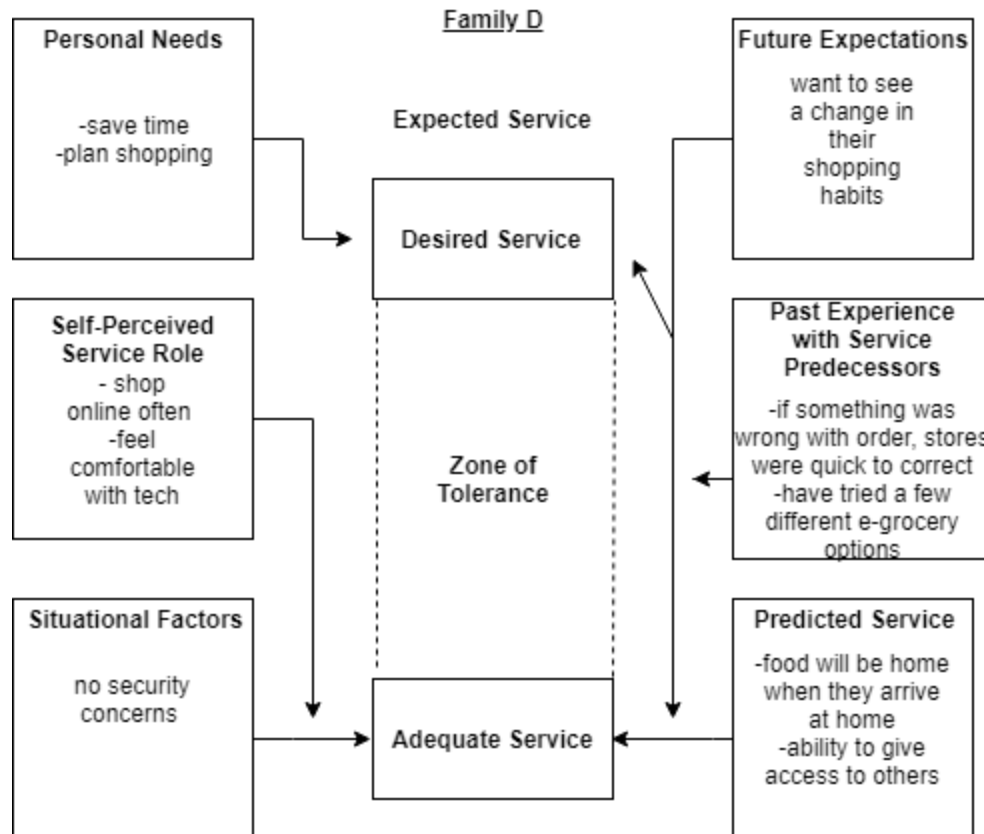 Family D
Personal Needs
-save time
-plan shopping
Expected Service
Future Expectations
want to see
a change in
their
shopping
habits
Desired Service
Self-Perceived
Service Role
- shop
online often
-feel
comfortable
with tech
Zone of
Tolerance
Past Experience
with Service
Predecessors
-if something was
wrong with order, stores
were quick to correct
-have tried a few
different e-grocery
options
Situational Factors
no security
concerns
Adequate Service
Predicted Service
-food will be home
when they arrive
at home
-ability to give
access to others